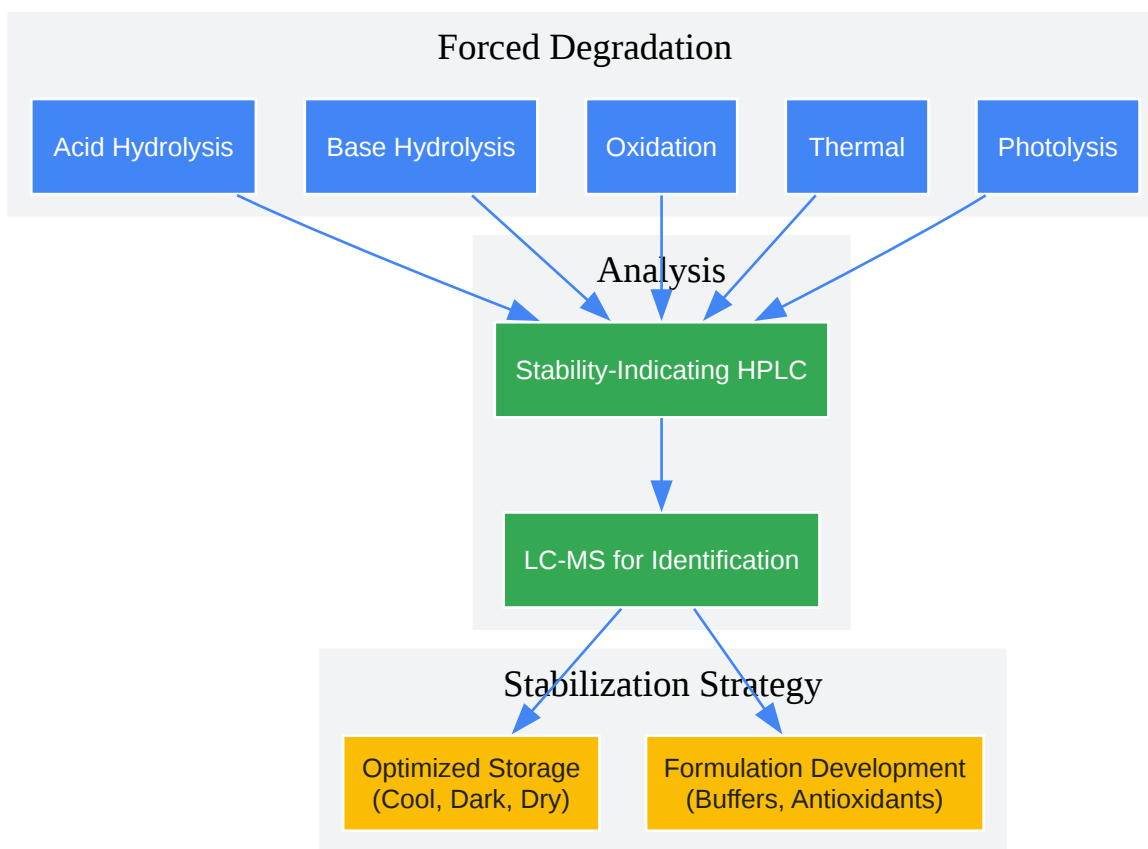 Forced Degradation
Acid Hydrolysis
Base Hydrolysis
Oxidation
Thermal
Photolysis
Analysis
Stability-Indicating HPLC
LC-MS for Identification
Stabilization Strategy
Optimized Storage
(Cool, Dark, Dry)
Formulation Development
(Buffers, Antioxidants)